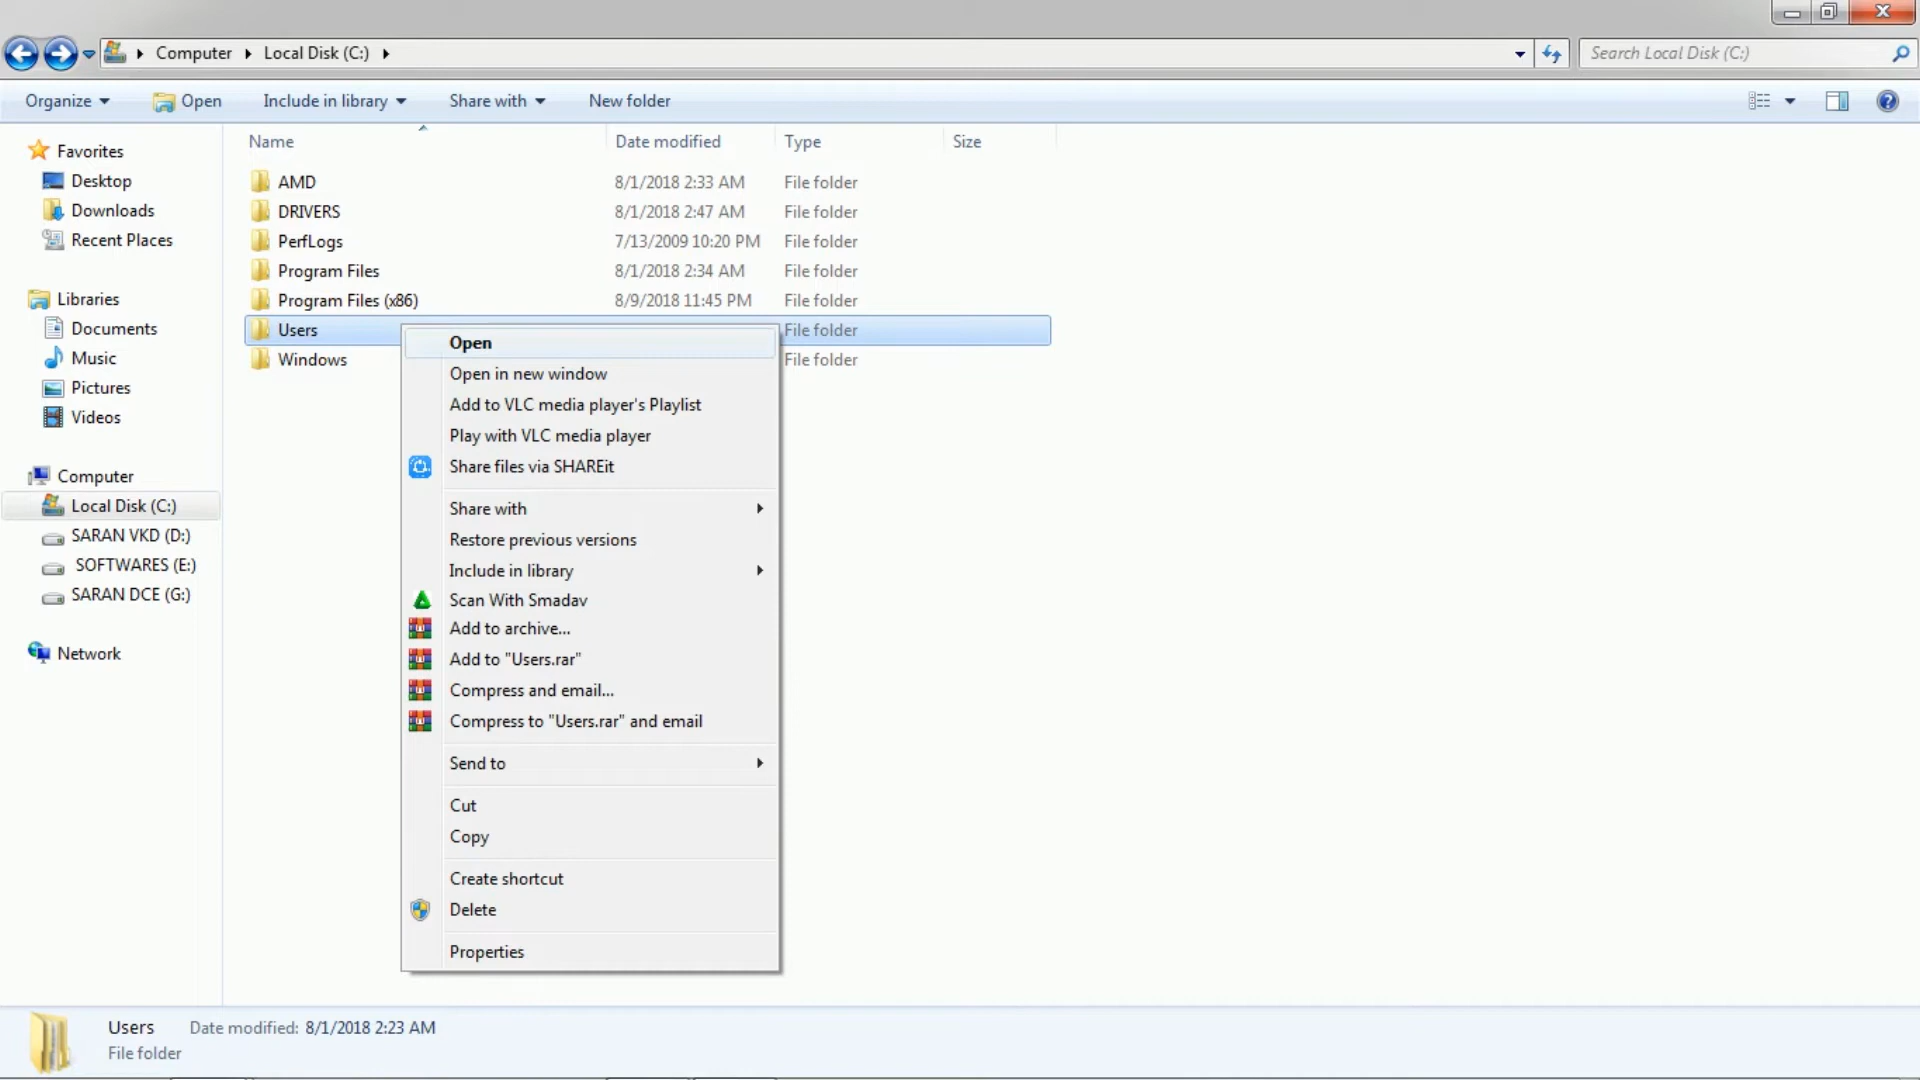 Computer Local Disk (C:)
Search Local Disk (C:)
Organize Open Include in library Share with New folder
Favorites
Desktop
Downloads
Recent Places
Libraries
Documents
Music
Pictures
Videos
Computer
Local Disk (C:)
SARAN VKD (D:)
SOFTWARES (E:)
SARAN DCE (G:)
Network
Name Date modified Type Size
AMD 8/1/2018 2:33 AM File folder
DRIVERS 8/1/2018 2:47 AM File folder
PerfLogs 7/13/2009 10:20 PM File folder
Program Files 8/1/2018 2:34 AM File folder
Program Files (x86) 8/9/2018 11:45 PM File folder
Users File folder
Windows File folder
Open
Open in new window
Add to VLC media player's Playlist
Play with VLC media player
Share files via SHAREit
Share with
Restore previous versions
Include in library
Scan With Smadav
Add to archive...
Add to "Users.rar"
Compress and email...
Compress to "Users.rar" and email
Send to
Cut
Copy
Create shortcut
Delete
Properties
Users Date modified: 8/1/2018 2:23 AM
File folder